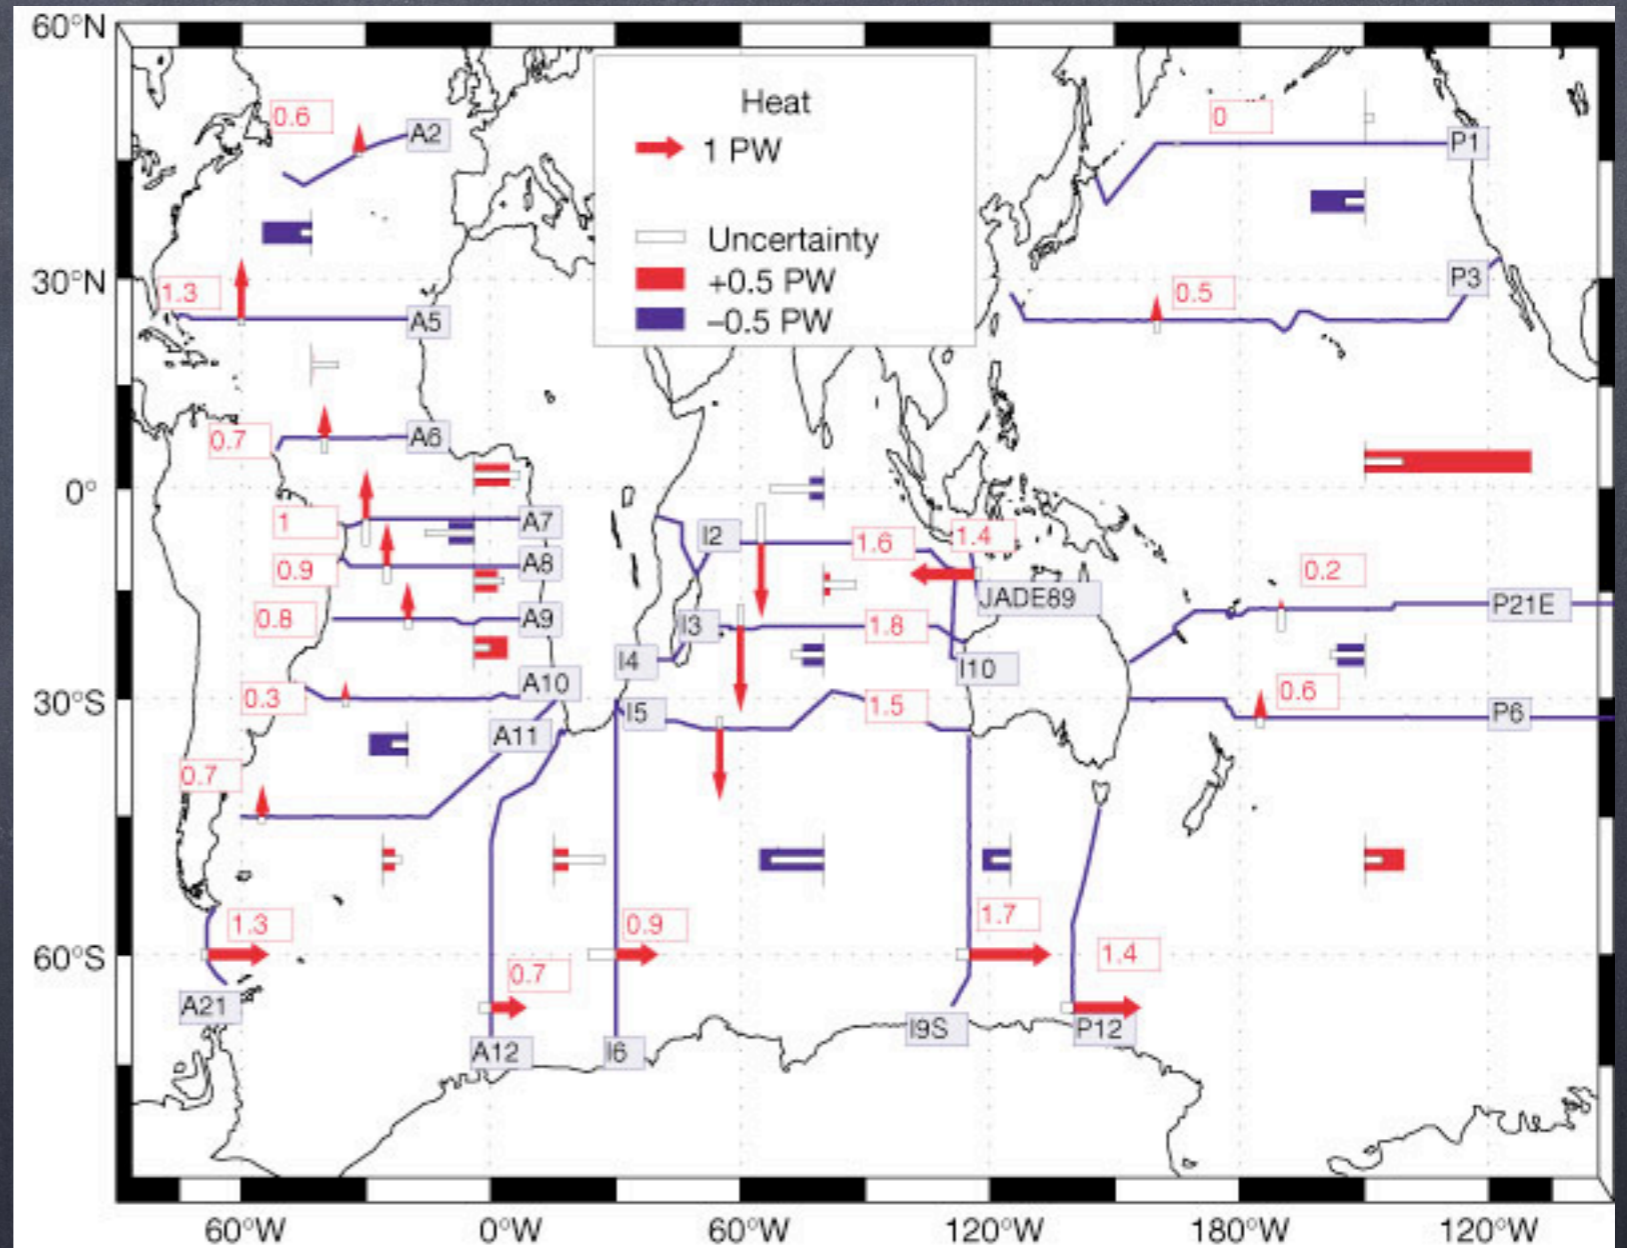 60°N
30°N
0°
30°S
60°S
Heat
1 PW
Uncertainty
+0.5 PW
–0.5 PW
0.6
A2
0
P1
1.3
A5
0.5
P3
0.7
A6
1
A7
I2
1.6
1.4
0.9
A8
0.2
JADE89
P21E
0.8
A9
I3
1.8
I4
I10
0.3
A10
I5
1.5
0.6
P6
A11
0.7
1.3
0.9
1.7
1.4
0.7
A21
A12
I6
I9S
P12
60°W
0°W
60°W
120°W
180°W
120°W